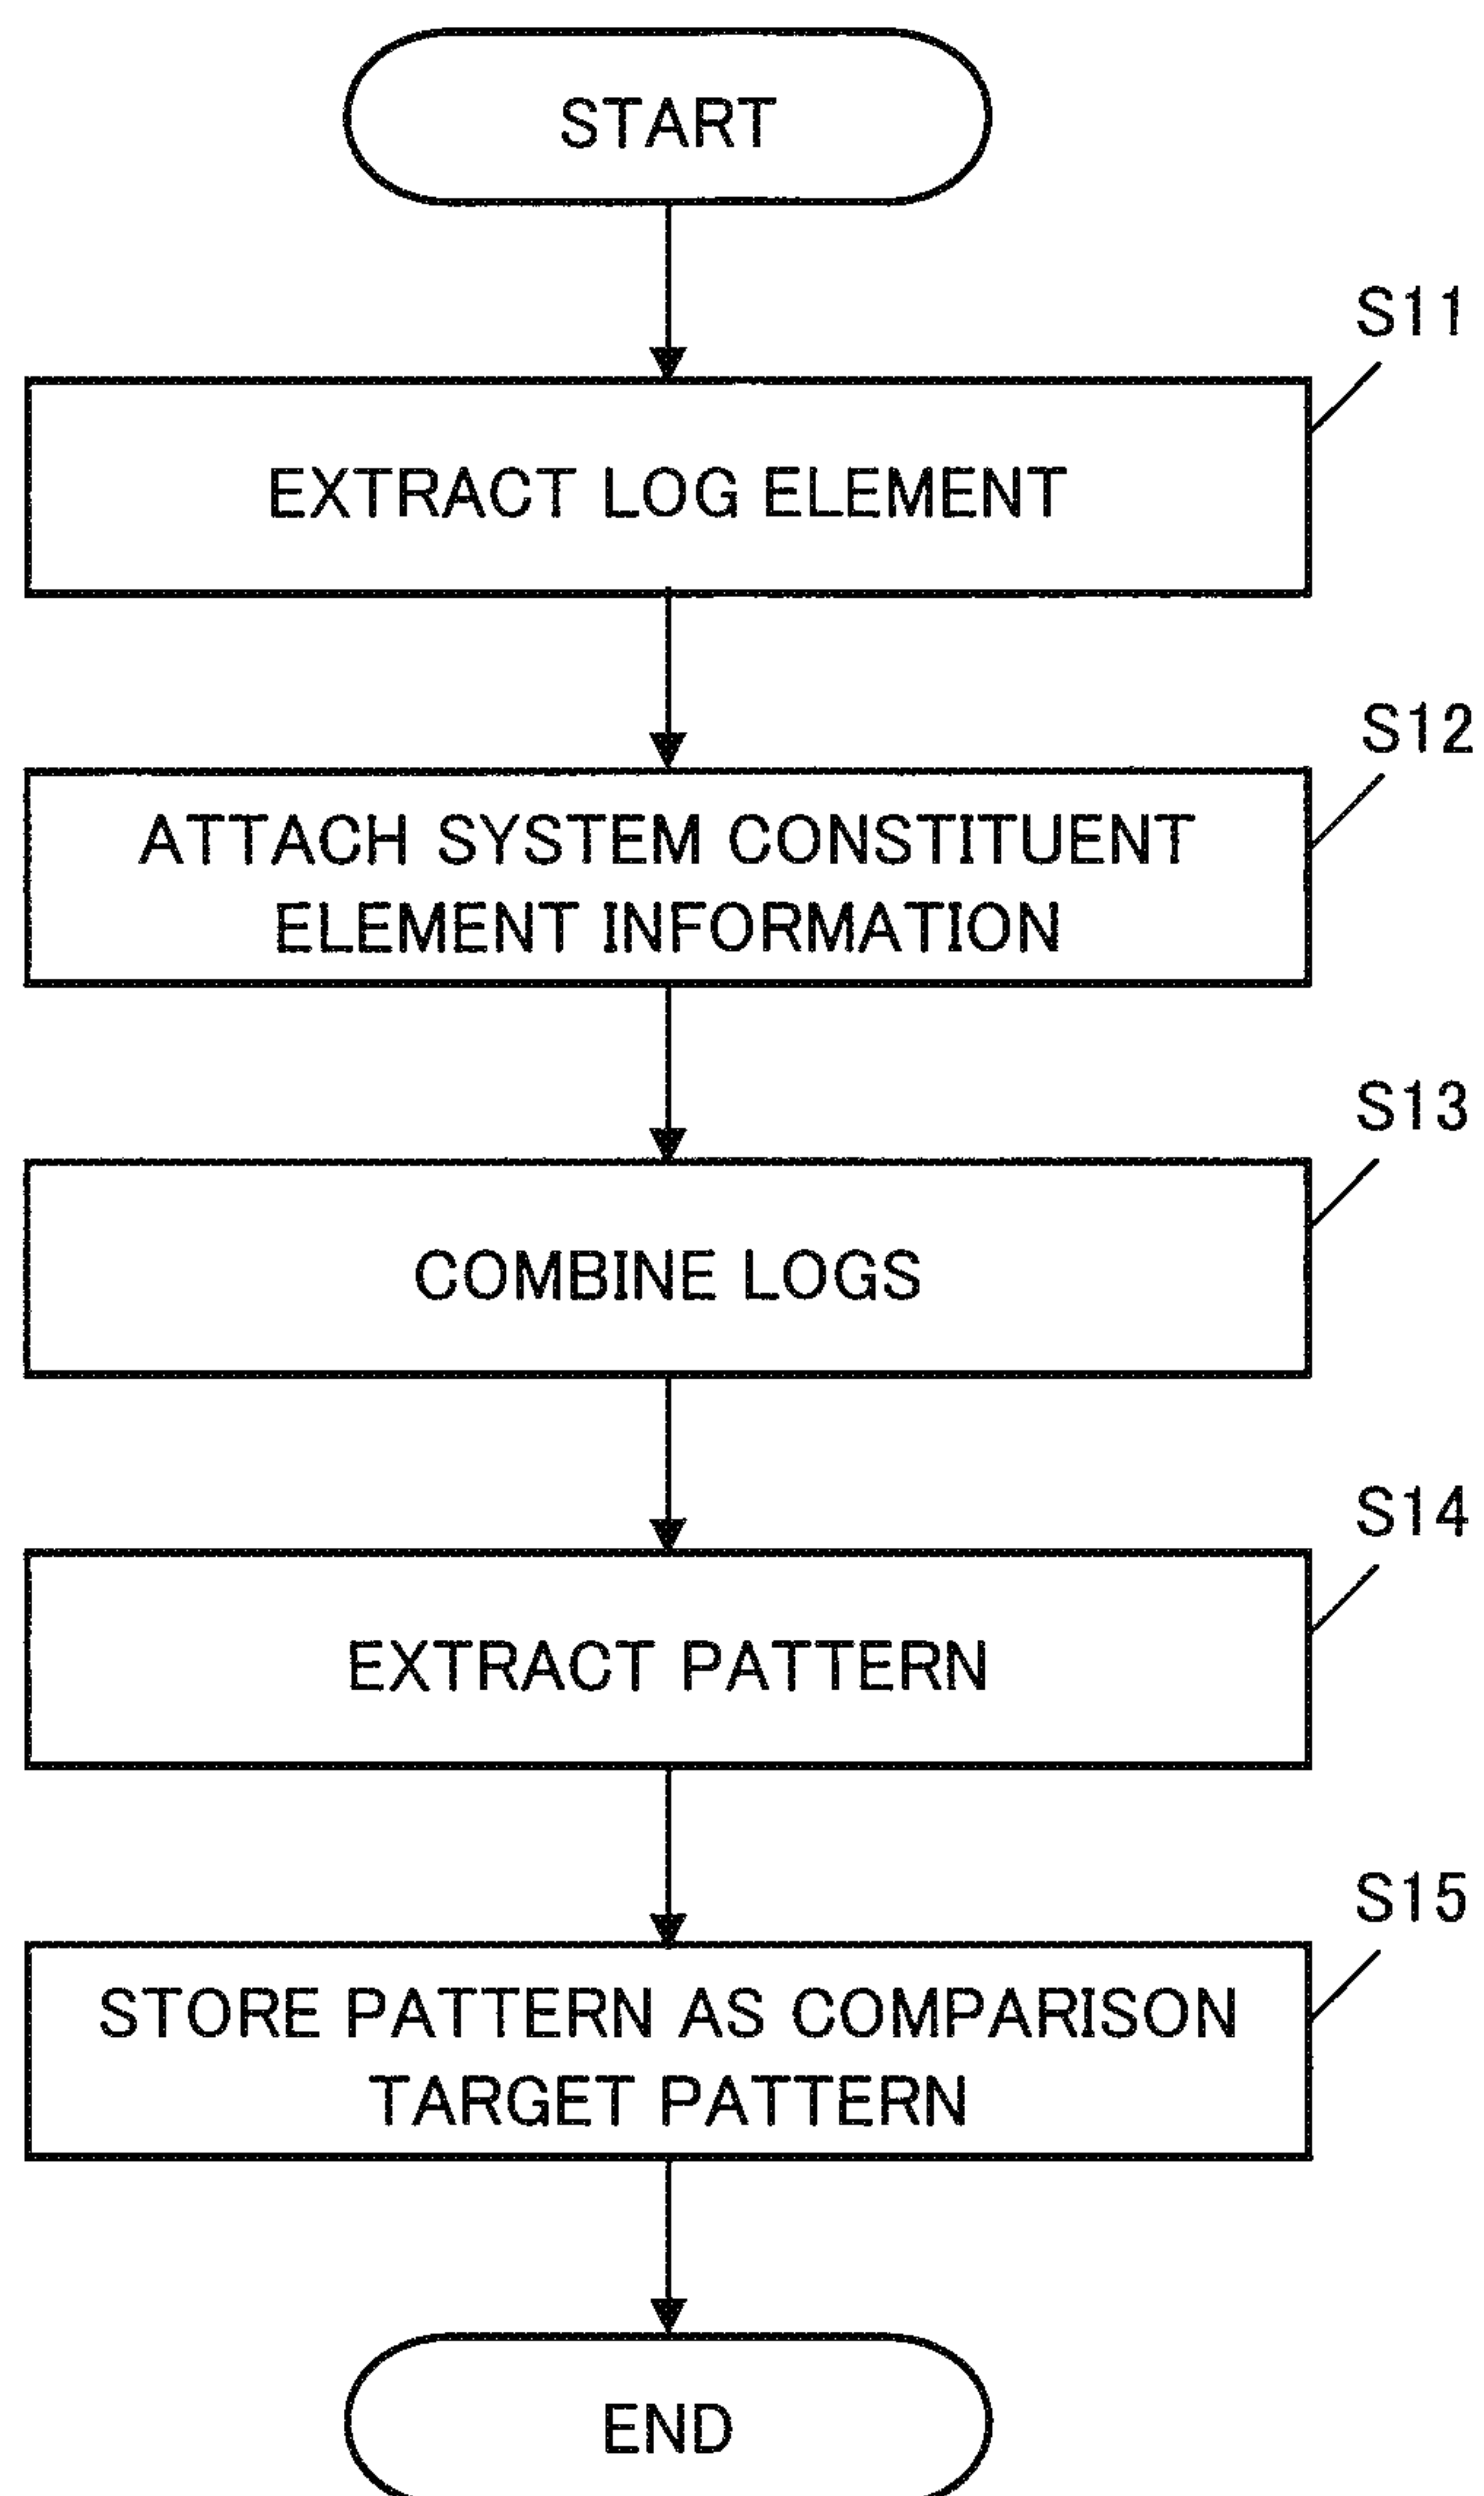 START
S11
EXTRACT LOG ELEMENT
S12
ATTACH SYSTEM CONSTITUENT
ELEMENT INFORMATION
S13
COMBINE LOGS
S14
EXTRACT PATTERN
S15
STORE PATTERN AS COMPARISON
TARGET PATTERN
END